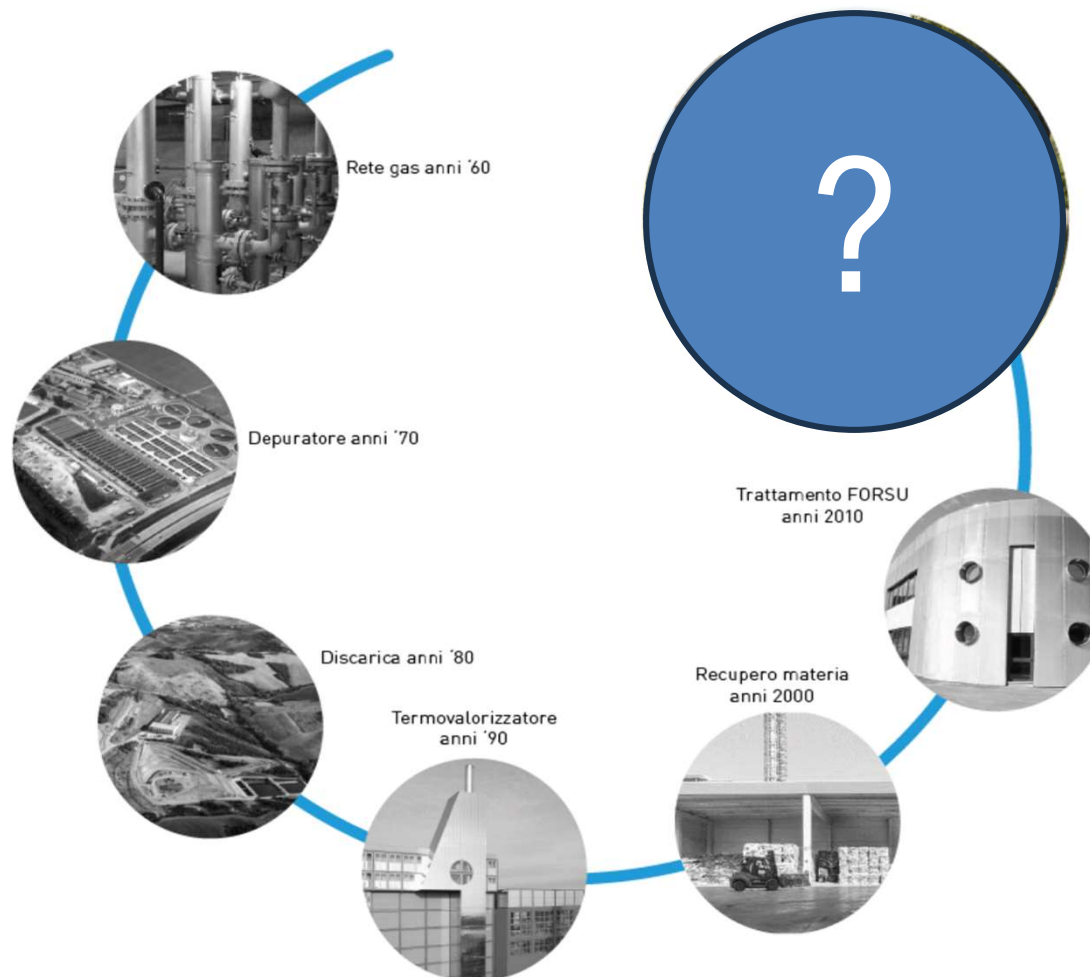 Rete gas anni '60
?
Depuratore anni '70
Trattamento FORSU
anni 2010
Discarica anni '80
Recupero materia
anni 2000
Termovalorizzatore
anni '90